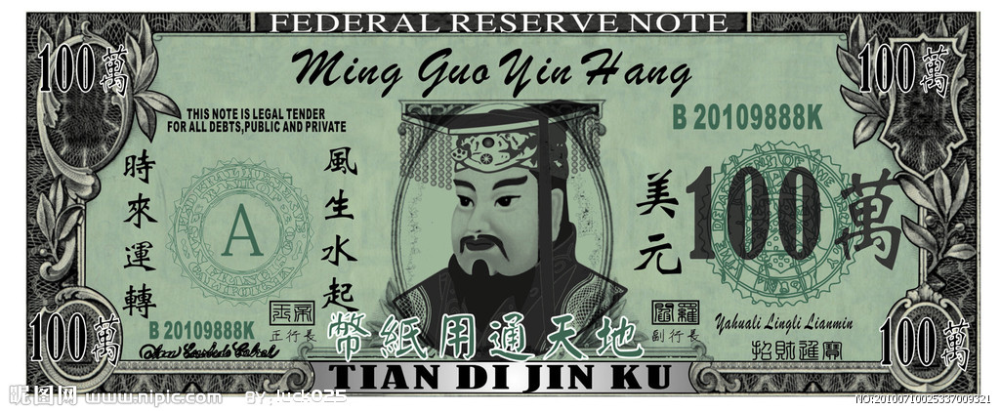 FEDERAL RESERVE NOTE
100萬
100萬
Ming Guo Yin Hang
THIS NOTE IS LEGAL TENDER
FOR ALL DEBTS,PUBLIC AND PRIVATE
B 20109888K
時來運轉
A
風生水起
美元
100萬
B 20109888K
正行長
閻羅
副行長
Yahuali Lingli Lianmin
招財進寶
100萬
幣紙用通天地
100萬
TIAN DI JIN KU
昵图网 www.nipic.com BY:luck025
NO:20100710025337009321